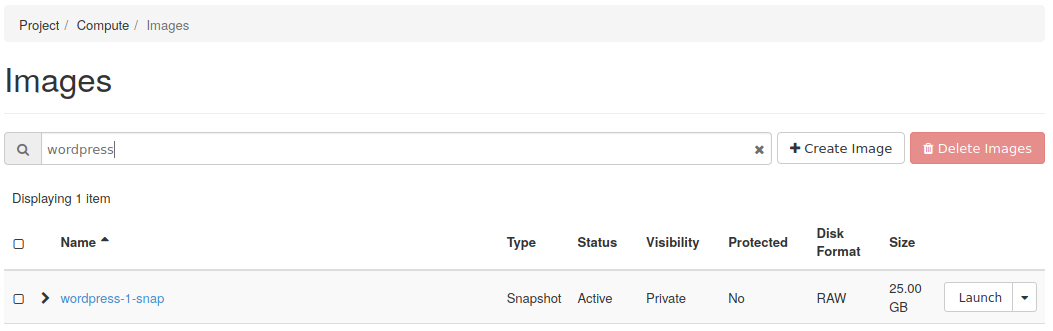 Project / Compute / Images
Images
wordpress
Create Image
Delete Images
Displaying 1 item
Name Type Status Visibility Protected Disk Format Size
wordpress-1-snap Snapshot Active Private No RAW 25.00 GB Launch